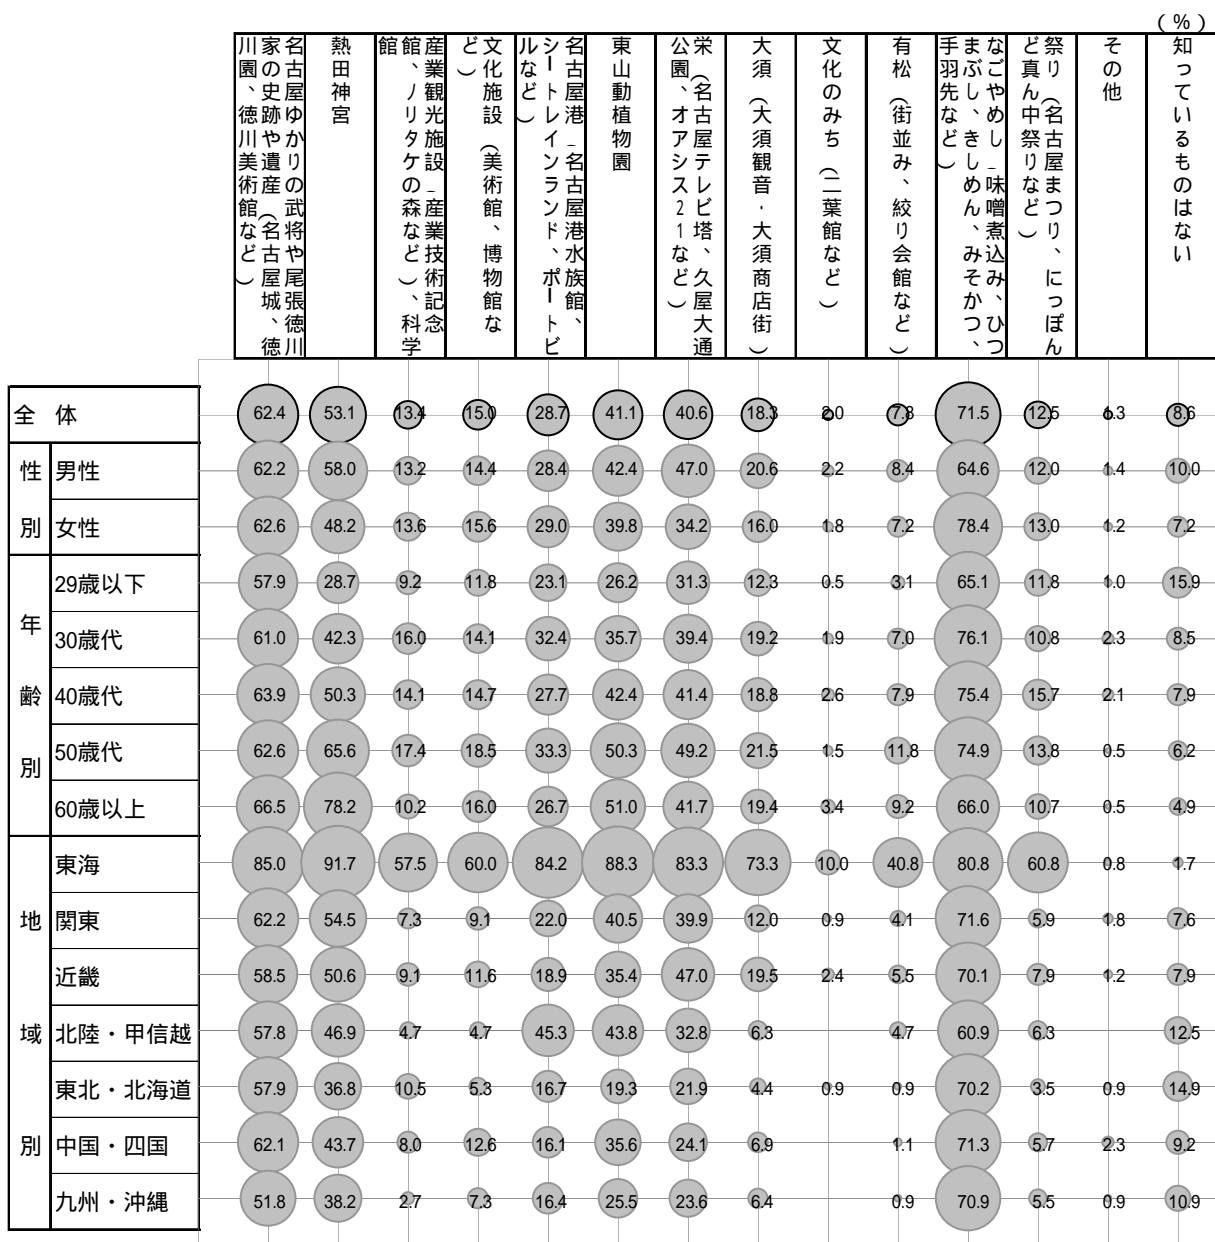 （％）
名古屋ゆかりの武将や尾張徳川
家の史跡や遺産（名古屋城、徳
川園、徳川美術館など）
熱田神宮
産業観光施設（産業技術記念
館、ノリタケの森など）、科学
館
文化施設（美術館、博物館な
ど）
名古屋港（名古屋港水族館、
シートレインランド、ポートビ
ルなど）
東山動植物園
栄（名古屋テレビ塔、久屋大通
公園、オアシス２１など）
大須（大須観音・大須商店街）
文化のみち（二葉館など）
有松（街並み、絞り会館など）
なごやめし（味噌煮込み、ひつ
まぶし、きしめん、みそかつ、
手羽先など）
祭り（名古屋まつり、にっぽん
ど真ん中祭りなど）
その他
知っているものはない
全 体 62.4 53.1 13.4 15.0 28.7 41.1 40.6 18.3 2.0 7.8 71.5 12.5 1.3 8.6
性別
男性 62.2 58.0 13.2 14.4 28.4 42.4 47.0 20.6 2.2 8.4 64.6 12.0 1.4 10.0
女性 62.6 48.2 13.6 15.6 29.0 39.8 34.2 16.0 1.8 7.2 78.4 13.0 1.2 7.2
年齢別
29歳以下 57.9 28.7 9.2 11.8 23.1 26.2 31.3 12.3 0.5 3.1 65.1 11.8 1.0 15.9
30歳代 61.0 42.3 16.0 14.1 32.4 35.7 39.4 19.2 1.9 7.0 76.1 10.8 2.3 8.5
40歳代 63.9 50.3 14.1 14.7 27.7 42.4 41.4 18.8 2.6 7.9 75.4 15.7 2.1 7.9
50歳代 62.6 65.6 17.4 18.5 33.3 50.3 49.2 21.5 1.5 11.8 74.9 13.8 0.5 6.2
60歳以上 66.5 78.2 10.2 16.0 26.7 51.0 41.7 19.4 3.4 9.2 66.0 10.7 0.5 4.9
地域別
東海 85.0 91.7 57.5 60.0 84.2 88.3 83.3 73.3 10.0 40.8 80.8 60.8 0.8 1.7
関東 62.2 54.5 7.3 9.1 22.0 40.5 39.9 12.0 0.9 4.1 71.6 5.9 1.8 7.6
近畿 58.5 50.6 9.1 11.6 18.9 35.4 47.0 19.5 2.4 5.5 70.1 7.9 1.2 7.9
北陸・甲信越 57.8 46.9 4.7 4.7 45.3 43.8 32.8 6.3 4.7 60.9 6.3 12.5
東北・北海道 57.9 36.8 10.5 5.3 16.7 19.3 21.9 4.4 0.9 0.9 70.2 3.5 0.9 14.9
中国・四国 62.1 43.7 8.0 12.6 16.1 35.6 24.1 6.9 1.1 71.3 5.7 2.3 9.2
九州・沖縄 51.8 38.2 2.7 7.3 16.4 25.5 23.6 6.4 0.9 70.9 5.5 0.9 10.9